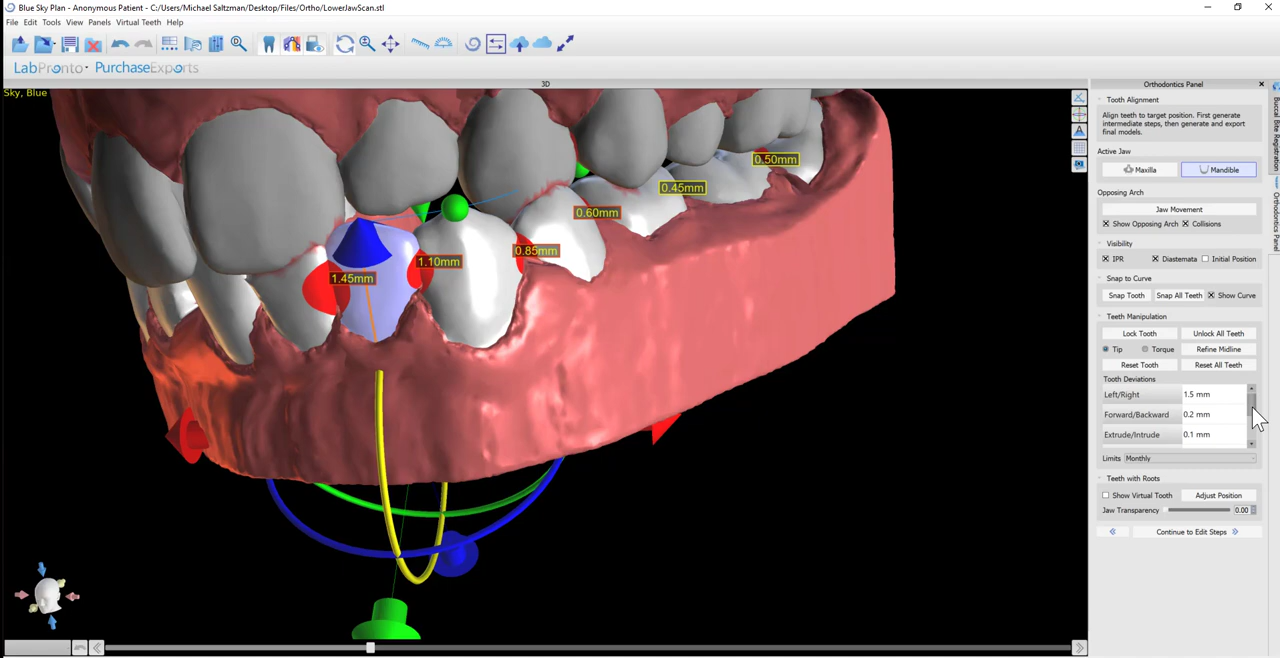 Blue Sky Plan - Anonymous Patient - C:/Users/Michael Saltzman/Desktop/Files/Ortho/LowerJawScan.stl
File Edit Tools View Panels Virtual Teeth Help
LabPronto PurchaseExports
3D
Sky, Blue
0.50mm
0.45mm
0.60mm
0.85mm
1.10mm
1.45mm
Orthodontics Panel
Tooth Alignment
Align teeth to target position. First generate
intermediate steps, then generate and export
final models.
Active Jaw
Maxilla Mandible
Opposing Arch
Jaw Movement
Show Opposing Arch Collisions
Visibility
IPR Diastemata Initial Position
Snap to Curve
Snap Tooth Snap All Teeth Show Curve
Teeth Manipulation
Lock Tooth Unlock All Teeth
Tip Torque Refine Midline
Reset Tooth Reset All Teeth
Tooth Deviations
Left/Right 1.5 mm
Forward/Backward 0.2 mm
Extrude/Intrude 0.1 mm
Limits Monthly
Teeth with Roots
Show Virtual Tooth Adjust Position
Jaw Transparency 0.00
Continue to Edit Steps
Buccal Bite Registration
Orthodontics Panel